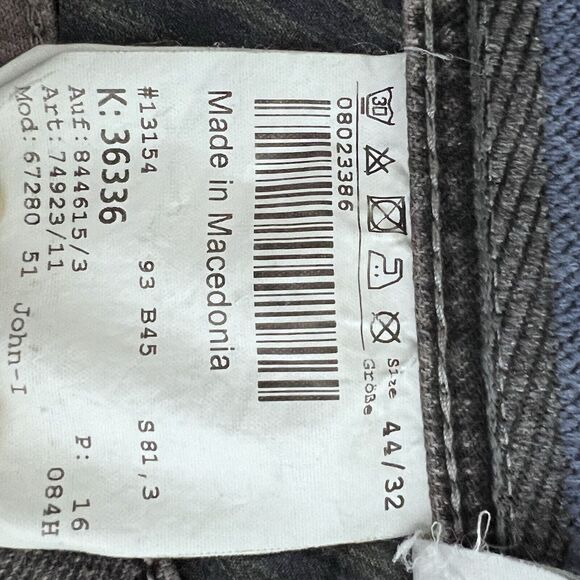 30
Size
Größe 44/32
08023386
Made in Macedonia
#13154 93 B45 S81,3
K: 36336
Auf: 844615/3 P: 16
Art: 74923/11 084H
Mod: 67280 51 John-I